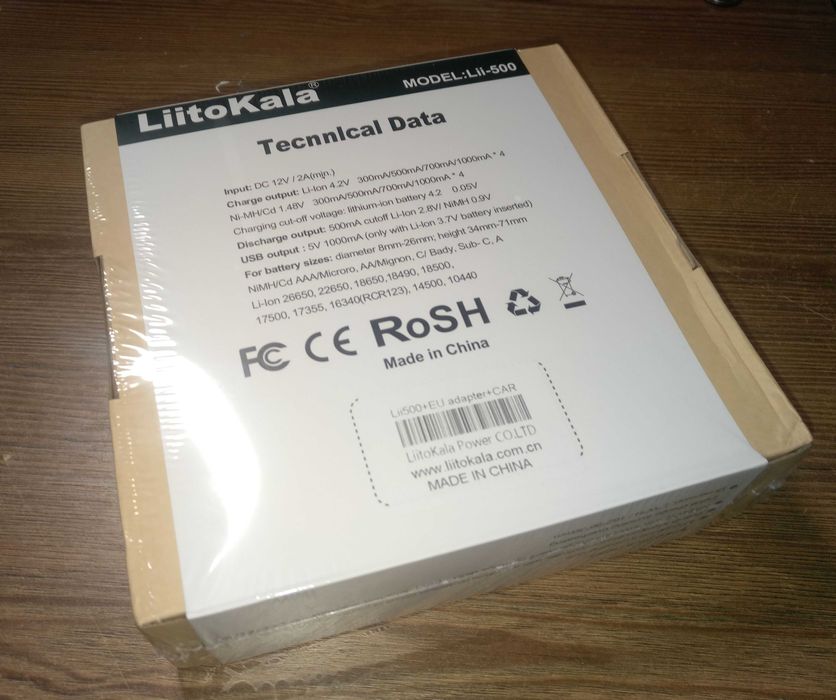 LiitoKala®
MODEL:Lii-500
Tecnnlcal Data
Input: DC 12V / 2A(min.)
Charge output: Li-Ion 4.2V 300mA/500mA/700mA/1000mA * 4
Ni-MH/Cd 1.48V 300mA/500mA/700mA/1000mA * 4
Charging cut-off voltage: lithium-ion battery 4.2 0.05V
Discharge output: 500mA cutoff Li-Ion 2.8V/ NiMH 0.9V
USB output : 5V 1000mA (only with Li-Ion 3.7V battery inserted)
For battery sizes: diameter 8mm-26mm; height 34mm-71mm
NiMH/Cd AAA/Microro, AA/Mignon, C/ Bady, Sub- C, A
Li-Ion 26650, 22650, 18650,18490, 18500,
17500, 17355, 16340(RCR123), 14500, 10440
FC CE RoSH
Made in China
Lii500+EU adapter+CAR
LiitoKala Power CO.LTD
www.liitokala.com.cn
MADE IN CHINA